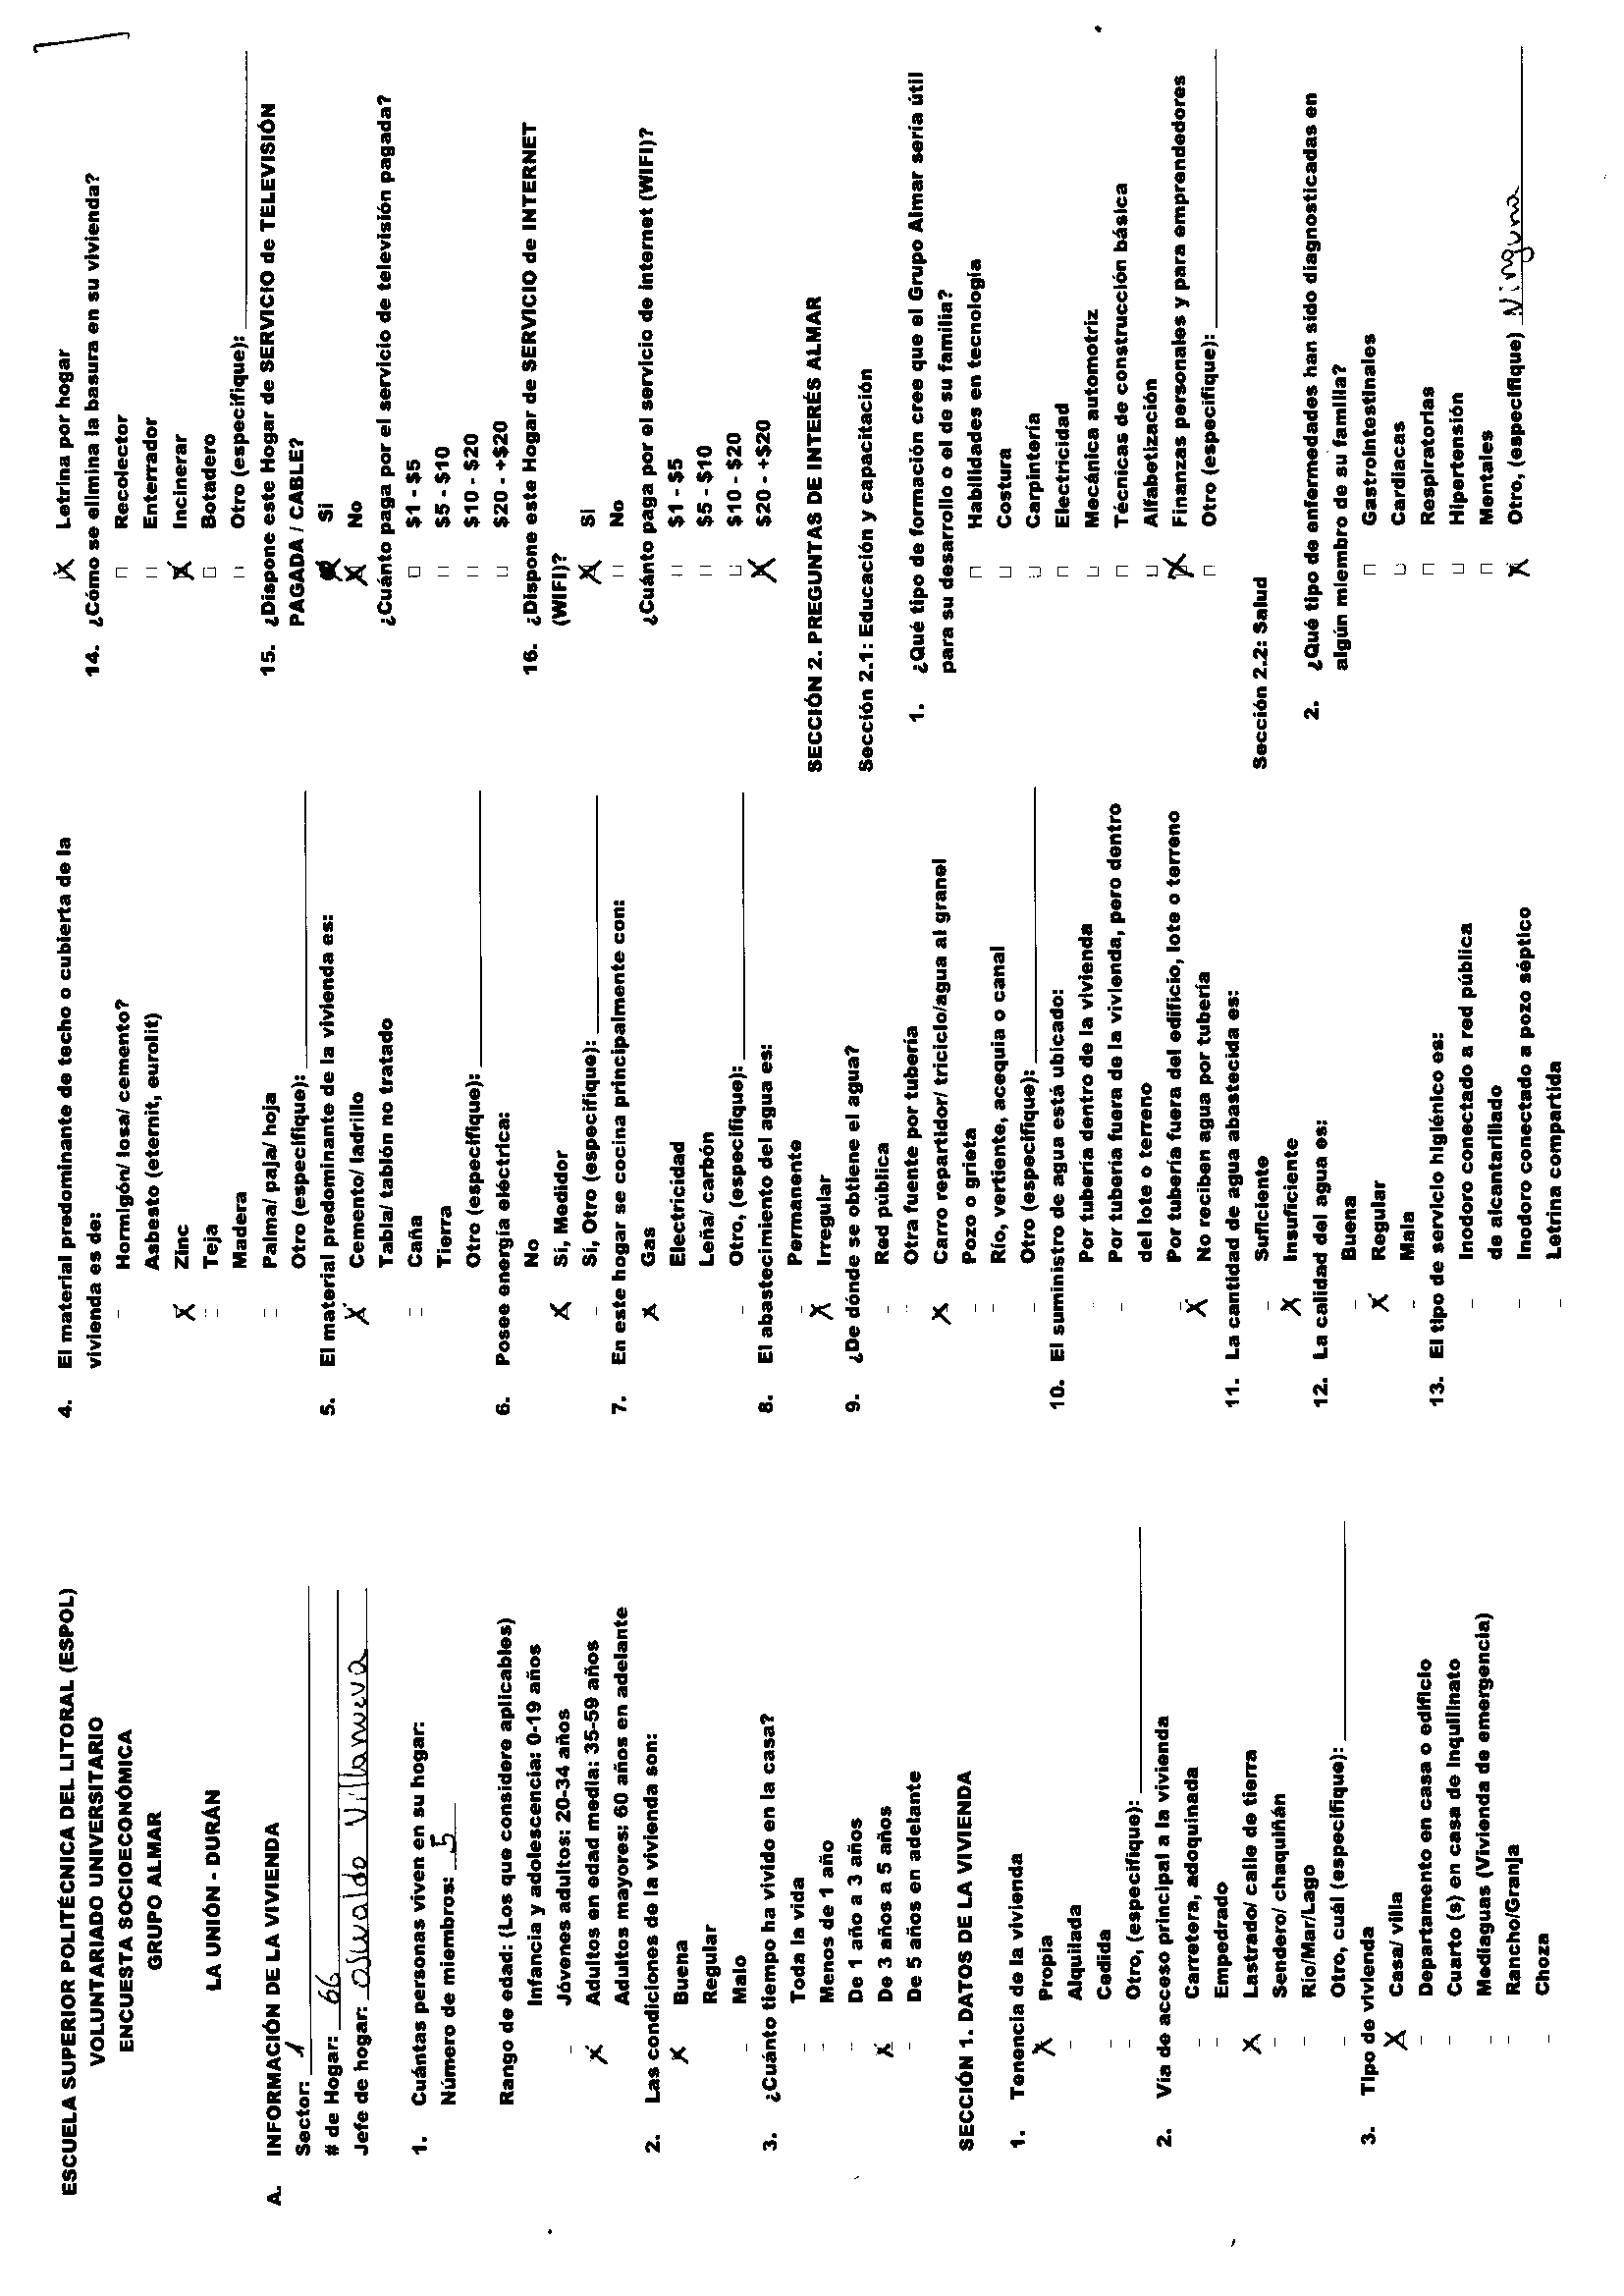 ESCUELA SUPERIOR POLITÉCNICA DEL LITORAL (ESPOL)
VOLUNTARIADO UNIVERSITARIO
ENCUESTA SOCIOECONÓMICA
GRUPO ALMAR
LA UNIÓN - DURÁN
A. INFORMACIÓN DE LA VIVIENDA
Sector: 1
# de Hogar: 66
Jefe de hogar: Oswaldo Villanueva
1. Cuántas personas viven en su hogar:
Número de miembros: 5
Rango de edad: (Los que considere aplicables)
Infancia y adolescencia: 0-19 años
Jóvenes adultos: 20-34 años
X Adultos en edad media: 35-59 años
Adultos mayores: 60 años en adelante
2. Las condiciones de la vivienda son:
X Buena
Regular
Malo
3. ¿Cuánto tiempo ha vivido en la casa?
Toda la vida
Menos de 1 año
De 1 año a 3 años
X De 3 años a 5 años
De 5 años en adelante
SECCIÓN 1. DATOS DE LA VIVIENDA
1. Tenencia de la vivienda
X Propia
Alquilada
Cedida
Otro, (especifique):
2. Vía de acceso principal a la vivienda
Carretera, adoquinada
Empedrado
X Lastrado/ calle de tierra
Sendero/ chaquiñán
Río/Mar/Lago
Otro, cuál (especifique):
3. Tipo de vivienda
X Casa/ villa
Departamento en casa o edificio
Cuarto (s) en casa de inquilinato
Mediaguas (Vivienda de emergencia)
Rancho/Granja
Choza
4. El material predominante de techo o cubierta de la
vivienda es de:
Hormigón/ losa/ cemento?
Asbesto (eternit, eurolit)
X Zinc
Teja
Madera
Palma/ paja/ hoja
Otro (especifique):
5. El material predominante de la vivienda es:
X Cemento/ ladrillo
Tabla/ tablón no tratado
Caña
Tierra
Otro (especifique):
6. Posee energía eléctrica:
No
X Sí, Medidor
Sí, Otro (especifique):
7. En este hogar se cocina principalmente con:
X Gas
Electricidad
Leña/ carbón
Otro, (especifique):
8. El abastecimiento del agua es:
Permanente
X Irregular
9. ¿De dónde se obtiene el agua?
Red pública
Otra fuente por tubería
X Carro repartidor/ triciclo/agua al granel
Pozo o grieta
Río, vertiente, acequia o canal
Otro (especifique):
10. El suministro de agua está ubicado:
Por tubería dentro de la vivienda
Por tubería fuera de la vivienda, pero dentro
del lote o terreno
Por tubería fuera del edificio, lote o terreno
X No reciben agua por tubería
11. La cantidad de agua abastecida es:
Suficiente
X Insuficiente
12. La calidad del agua es:
Buena
X Regular
Mala
13. El tipo de servicio higiénico es:
Inodoro conectado a red pública
de alcantarillado
Inodoro conectado a pozo séptico
Letrina compartida
X Letrina por hogar
14. ¿Cómo se elimina la basura en su vivienda?
Recolector
Enterrador
X Incinerar
Botadero
Otro (especifique):
15. ¿Dispone este Hogar de SERVICIO de TELEVISIÓN
PAGADA / CABLE?
Si
X No
¿Cuánto paga por el servicio de televisión pagada?
$1 - $5
$5 - $10
$10 - $20
$20 - +$20
16. ¿Dispone este Hogar de SERVICIO de INTERNET
(WIFI)?
X Si
No
¿Cuánto paga por el servicio de internet (WIFI)?
$1 - $5
$5 - $10
$10 - $20
X $20 - +$20
SECCIÓN 2. PREGUNTAS DE INTERÉS ALMAR
Sección 2.1: Educación y capacitación
1. ¿Qué tipo de formación cree que el Grupo Almar sería útil
para su desarrollo o el de su familia?
Habilidades en tecnología
Costura
Carpintería
Electricidad
Mecánica automotriz
Técnicas de construcción básica
Alfabetización
X Finanzas personales y para emprendedores
Otro (especifique):
Sección 2.2: Salud
2. ¿Qué tipo de enfermedades han sido diagnosticadas en
algún miembro de su familia?
Gastrointestinales
Cardiacas
Respiratorias
Hipertensión
Mentales
X Otro, (especifique) Ninguna